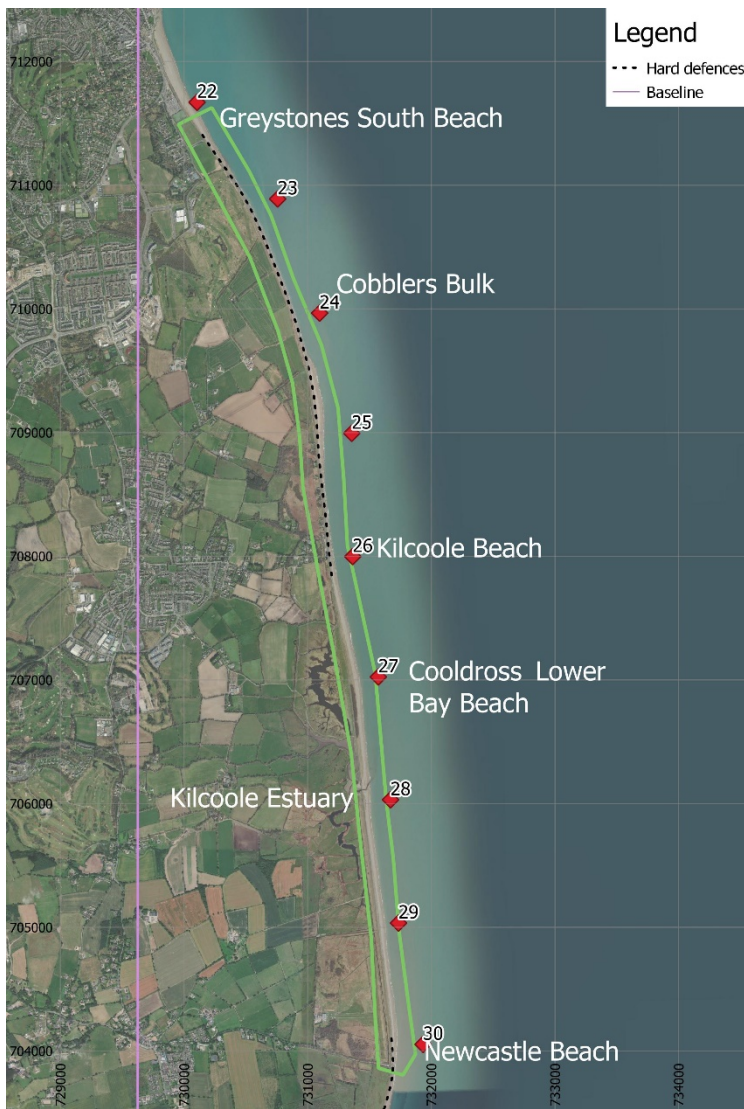 Legend
Hard defences
Baseline
712000
22
Greystones South Beach
711000
23
710000
24
Cobblers Bulk
709000
25
708000
26
Kilcoole Beach
707000
27
Cooldross Lower
Bay Beach
706000
Kilcoole Estuary
28
705000
29
704000
30
Newcastle Beach
729000
730000
731000
732000
733000
734000